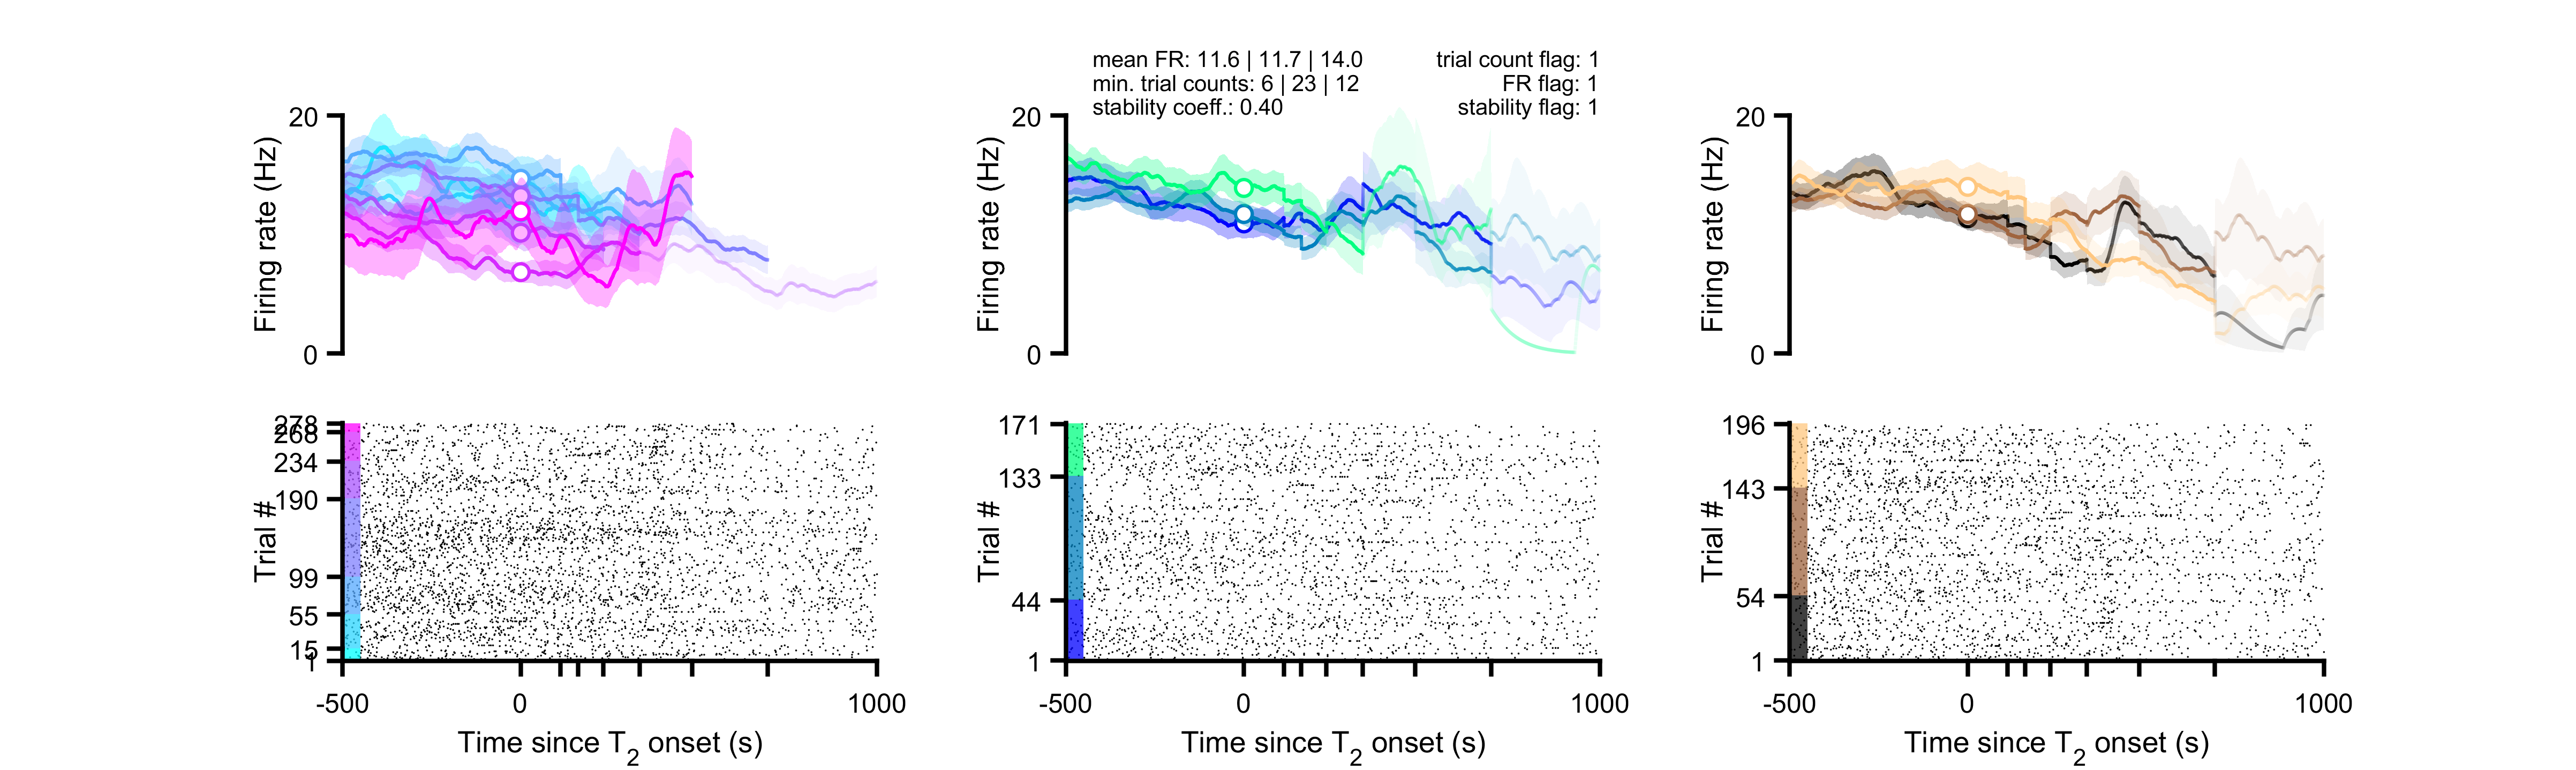 mean FR: 11.6 | 11.7 | 14.0
trial count flag: 1
min. trial counts: 6 | 23 | 12
FR flag: 1
stability coeff.: 0.40
stability flag: 1
20
Firing rate (Hz)
0
20
Firing rate (Hz)
0
20
Firing rate (Hz)
0
278
268
234
190
99
55
15
1
Trial #
-500
0
1000
Time since T2 onset (s)
171
133
44
1
Trial #
-500
0
1000
Time since T2 onset (s)
196
143
54
1
Trial #
-500
0
1000
Time since T2 onset (s)